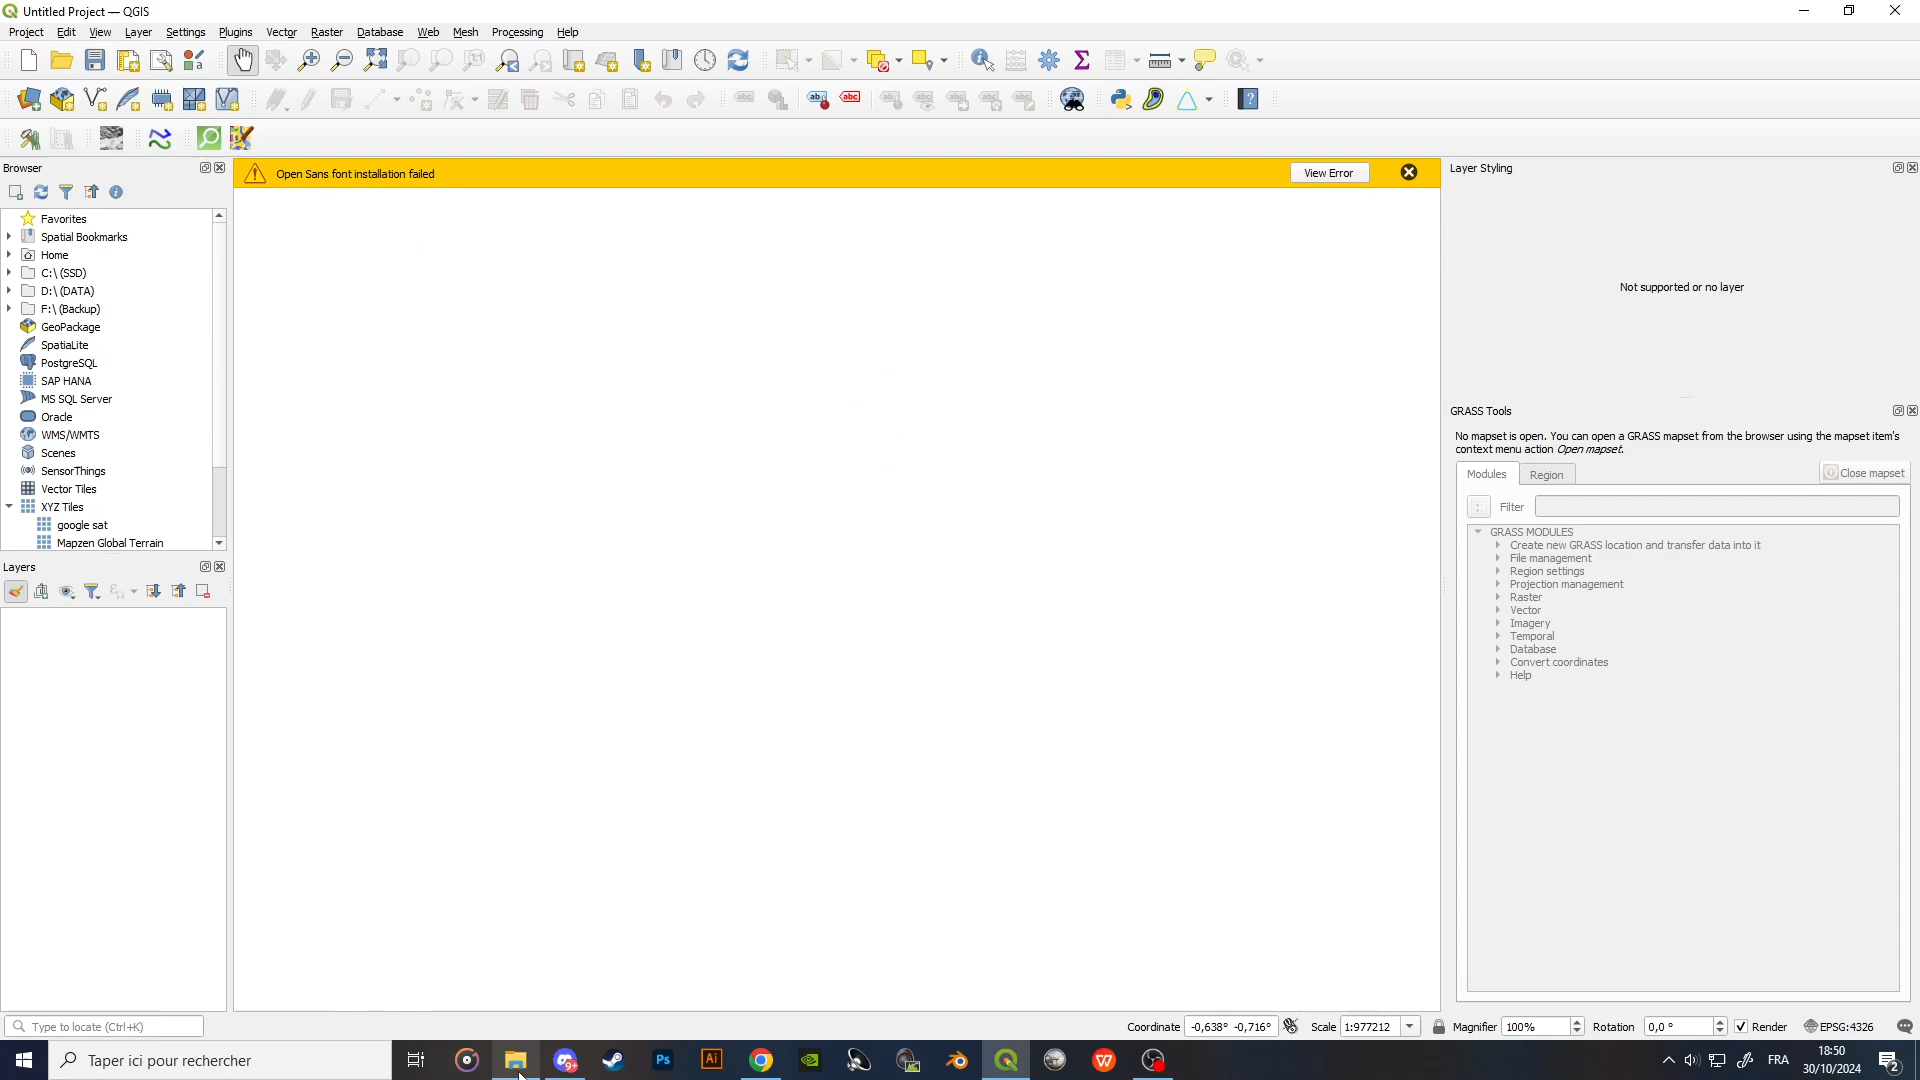 Untitled Project — QGIS
Project Edit View Layer Settings Plugins Vector Raster Database Web Mesh Processing Help
Browser
Open Sans font installation failed
View Error
Layer Styling
Favorites
Spatial Bookmarks
Home
C:\ (SSD)
D:\ (DATA)
F:\ (Backup)
GeoPackage
SpatiaLite
PostgreSQL
SAP HANA
MS SQL Server
Oracle
WMS/WMTS
Scenes
SensorThings
Vector Tiles
XYZ Tiles
google sat
Mapzen Global Terrain
Layers
Not supported or no layer
GRASS Tools
No mapset is open. You can open a GRASS mapset from the browser using the mapset item's
context menu action Open mapset.
Modules Region Close mapset
Filter
GRASS MODULES
Create new GRASS location and transfer data into it
File management
Region settings
Projection management
Raster
Vector
Imagery
Temporal
Database
Convert coordinates
Help
Type to locate (Ctrl+K)
Coordinate -0,638° -0,716° Scale 1:977212 Magnifier 100% Rotation 0,0 ° Render EPSG:4326
Taper ici pour rechercher
9+
Ps
Ai
FRA
18:50
30/10/2024
2